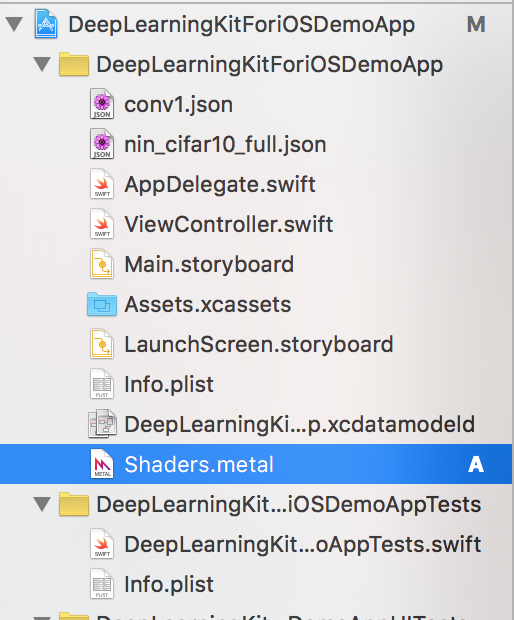 DeepLearningKitForiOSDemoApp M
DeepLearningKitForiOSDemoApp
JSON conv1.json
JSON nin_cifar10_full.json
SWIFT AppDelegate.swift
SWIFT ViewController.swift
Main.storyboard
Assets.xcassets
LaunchScreen.storyboard
PLIST Info.plist
DeepLearningKi...p.xcdatamodeld
METAL Shaders.metal A
DeepLearningKit...iOSDemoAppTests
SWIFT DeepLearningKit...oAppTests.swift
PLIST Info.plist